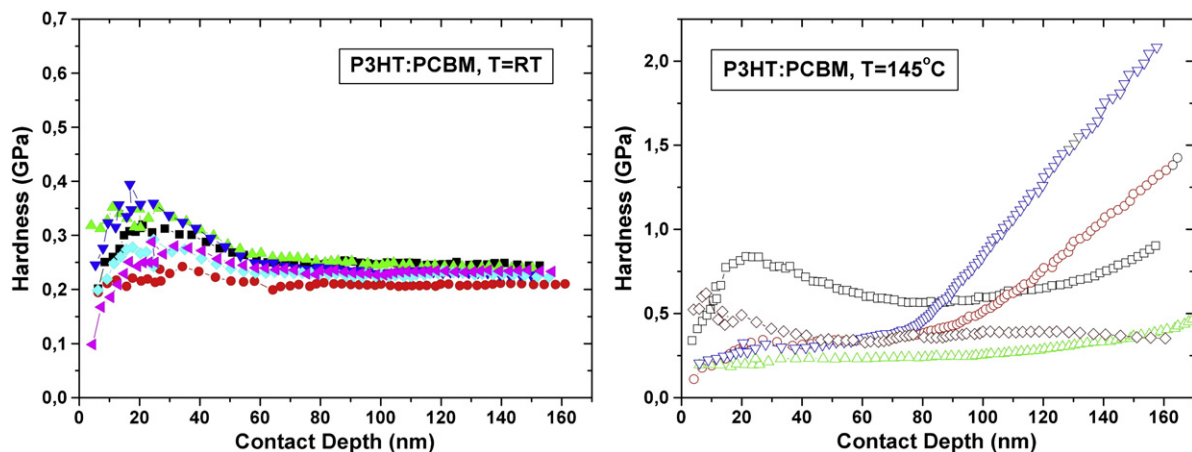 0,7
0,6
0,5
0,4
0,3
0,2
0,1
0,0
Hardness (GPa)
P3HT:PCBM, T=RT
0 20 40 60 80 100 120 140 160
Contact Depth (nm)
2,0
1,5
1,0
0,5
0,0
Hardness (GPa)
P3HT:PCBM, T=145°C
0 20 40 60 80 100 120 140 160
Contact Depth (nm)